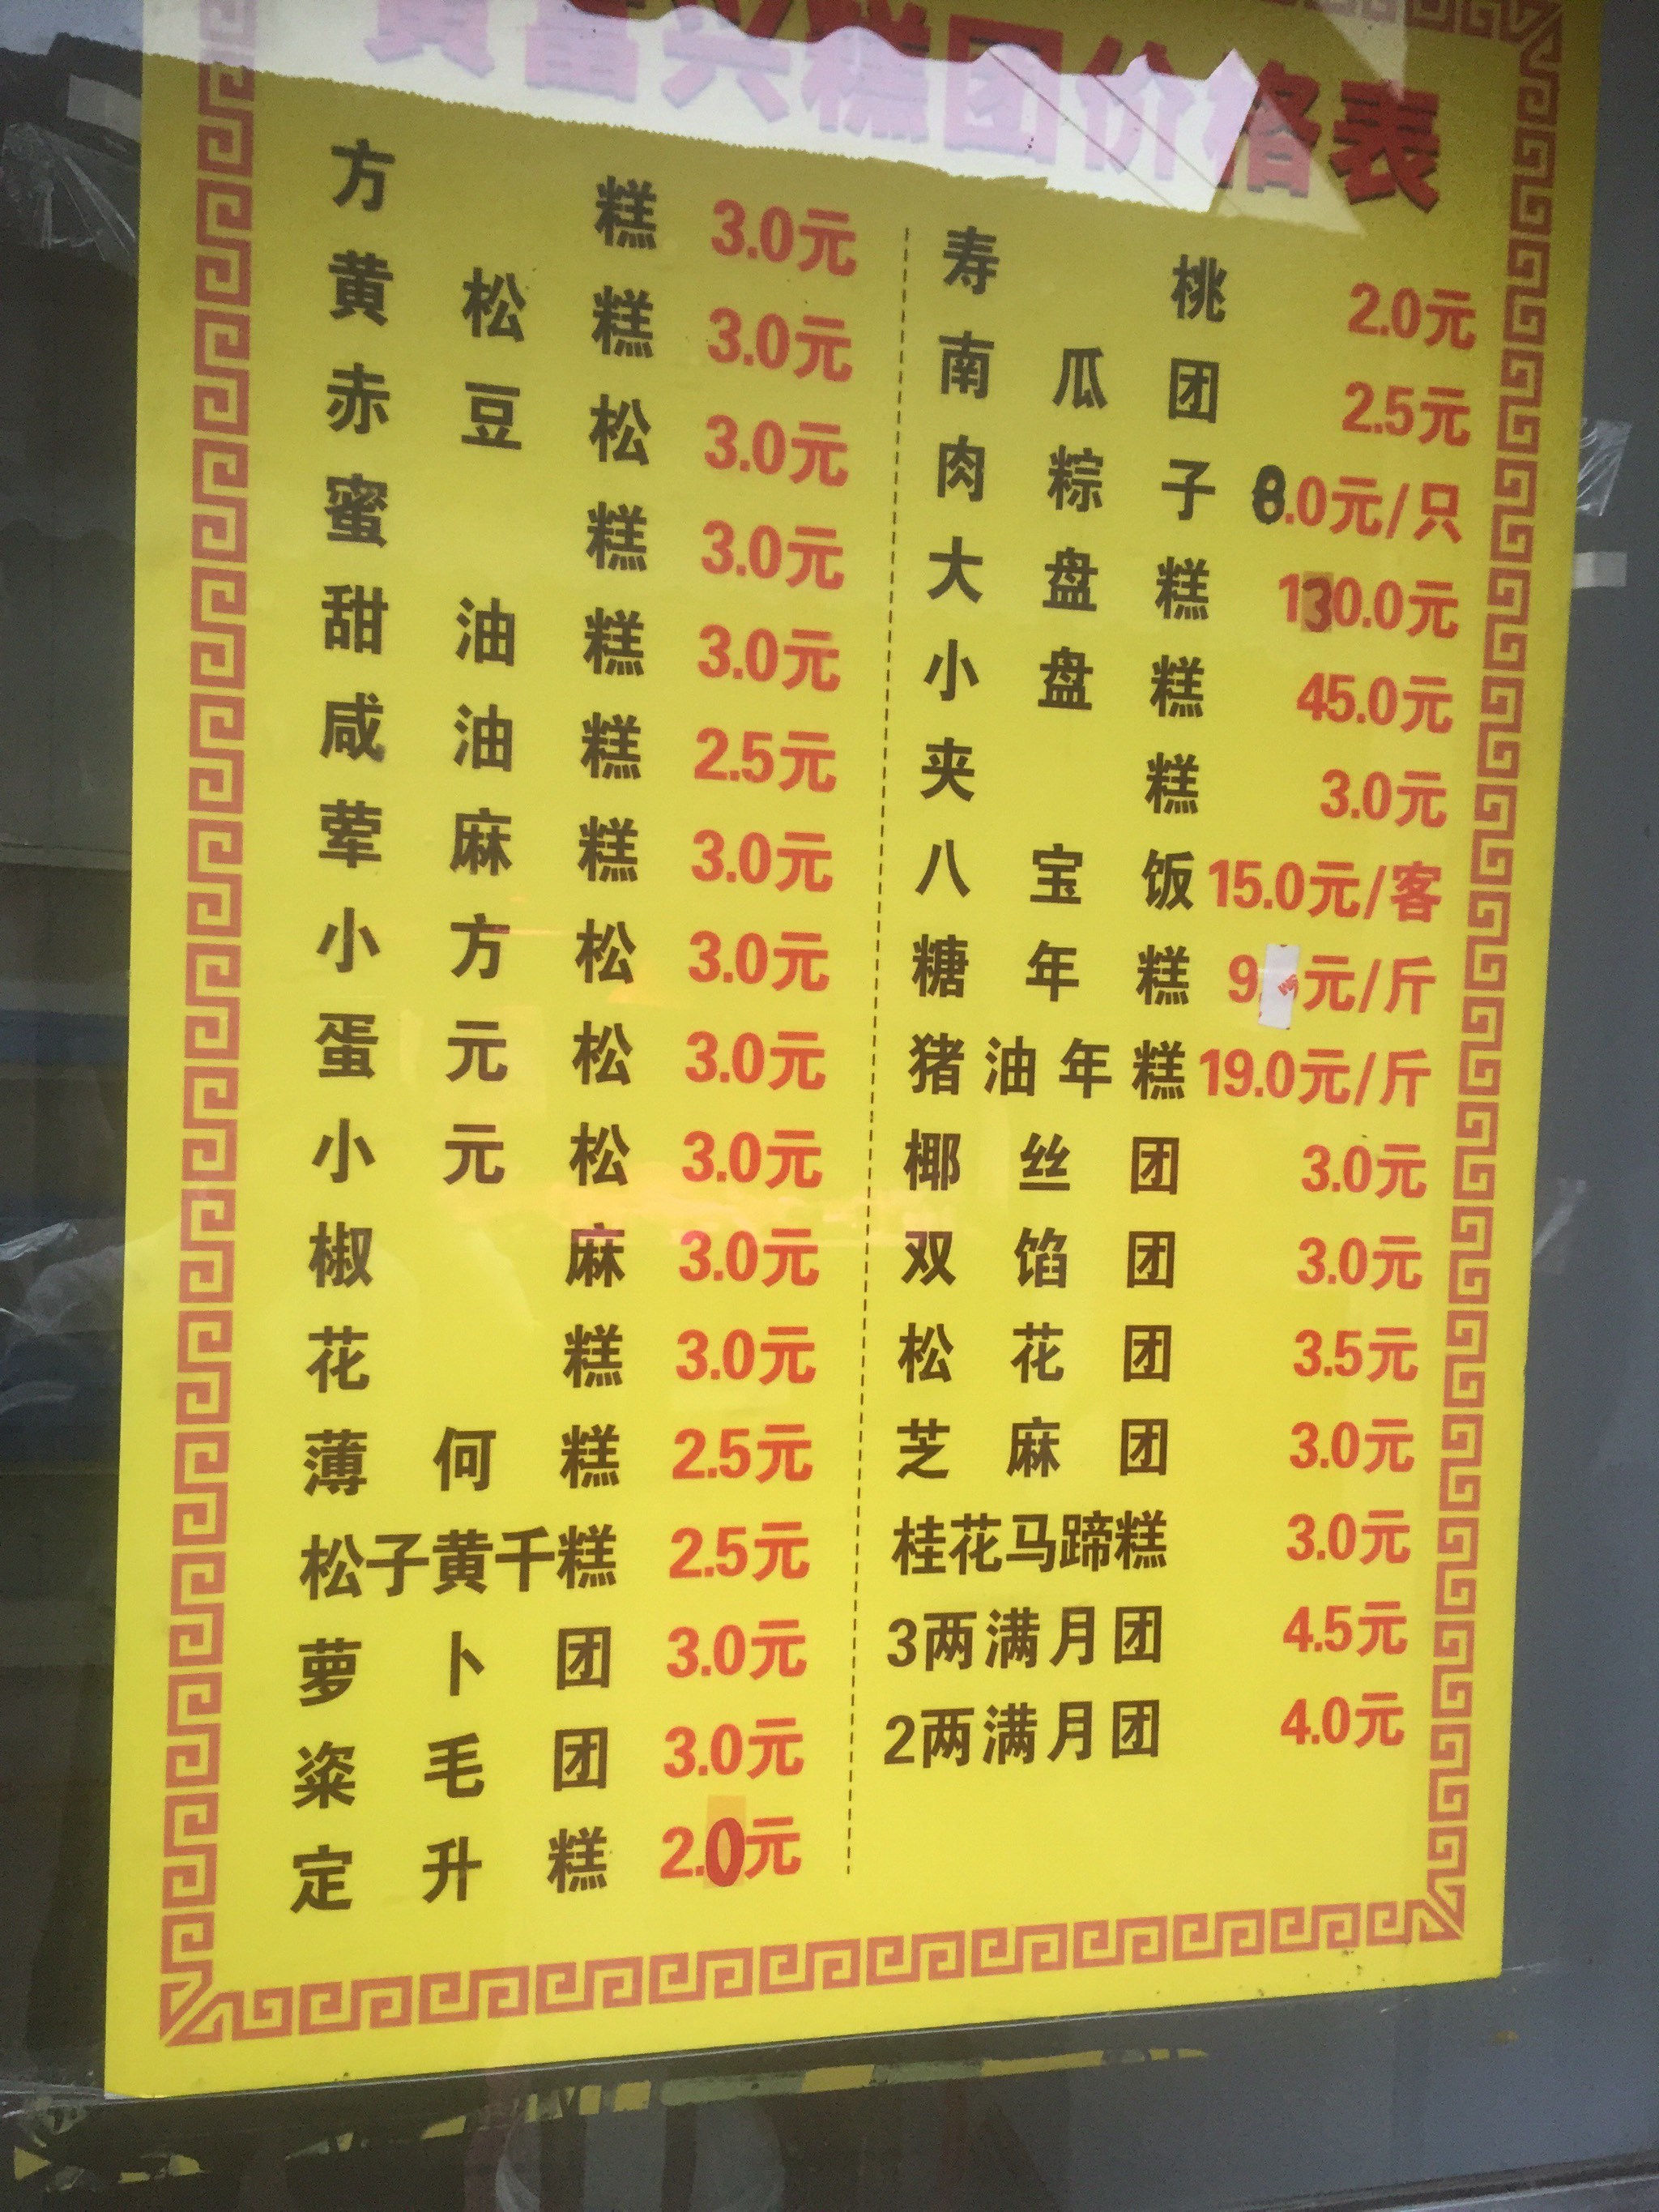 黄富兴糕团价格表
方糕 3.0元
黄松糕 3.0元
赤豆松 3.0元
蜜糕 3.0元
甜油糕 3.0元
咸油糕 2.5元
荤麻糕 3.0元
小方松 3.0元
蛋元松 3.0元
小元松 3.0元
椒麻 3.0元
花糕 3.0元
薄何糕 2.5元
松子黄千糕 2.5元
萝卜团 3.0元
粢毛团 3.0元
定升糕 2.0元
寿桃 2.0元
南瓜团 2.5元
肉粽子 8.0元/只
大盘糕 130.0元
小盘糕 45.0元
夹糕 3.0元
八宝饭 15.0元/客
糖年糕 9元/斤
猪油年糕 19.0元/斤
椰丝团 3.0元
双馅团 3.0元
松花团 3.5元
芝麻团 3.0元
桂花马蹄糕 3.0元
3两满月团 4.5元
2两满月团 4.0元